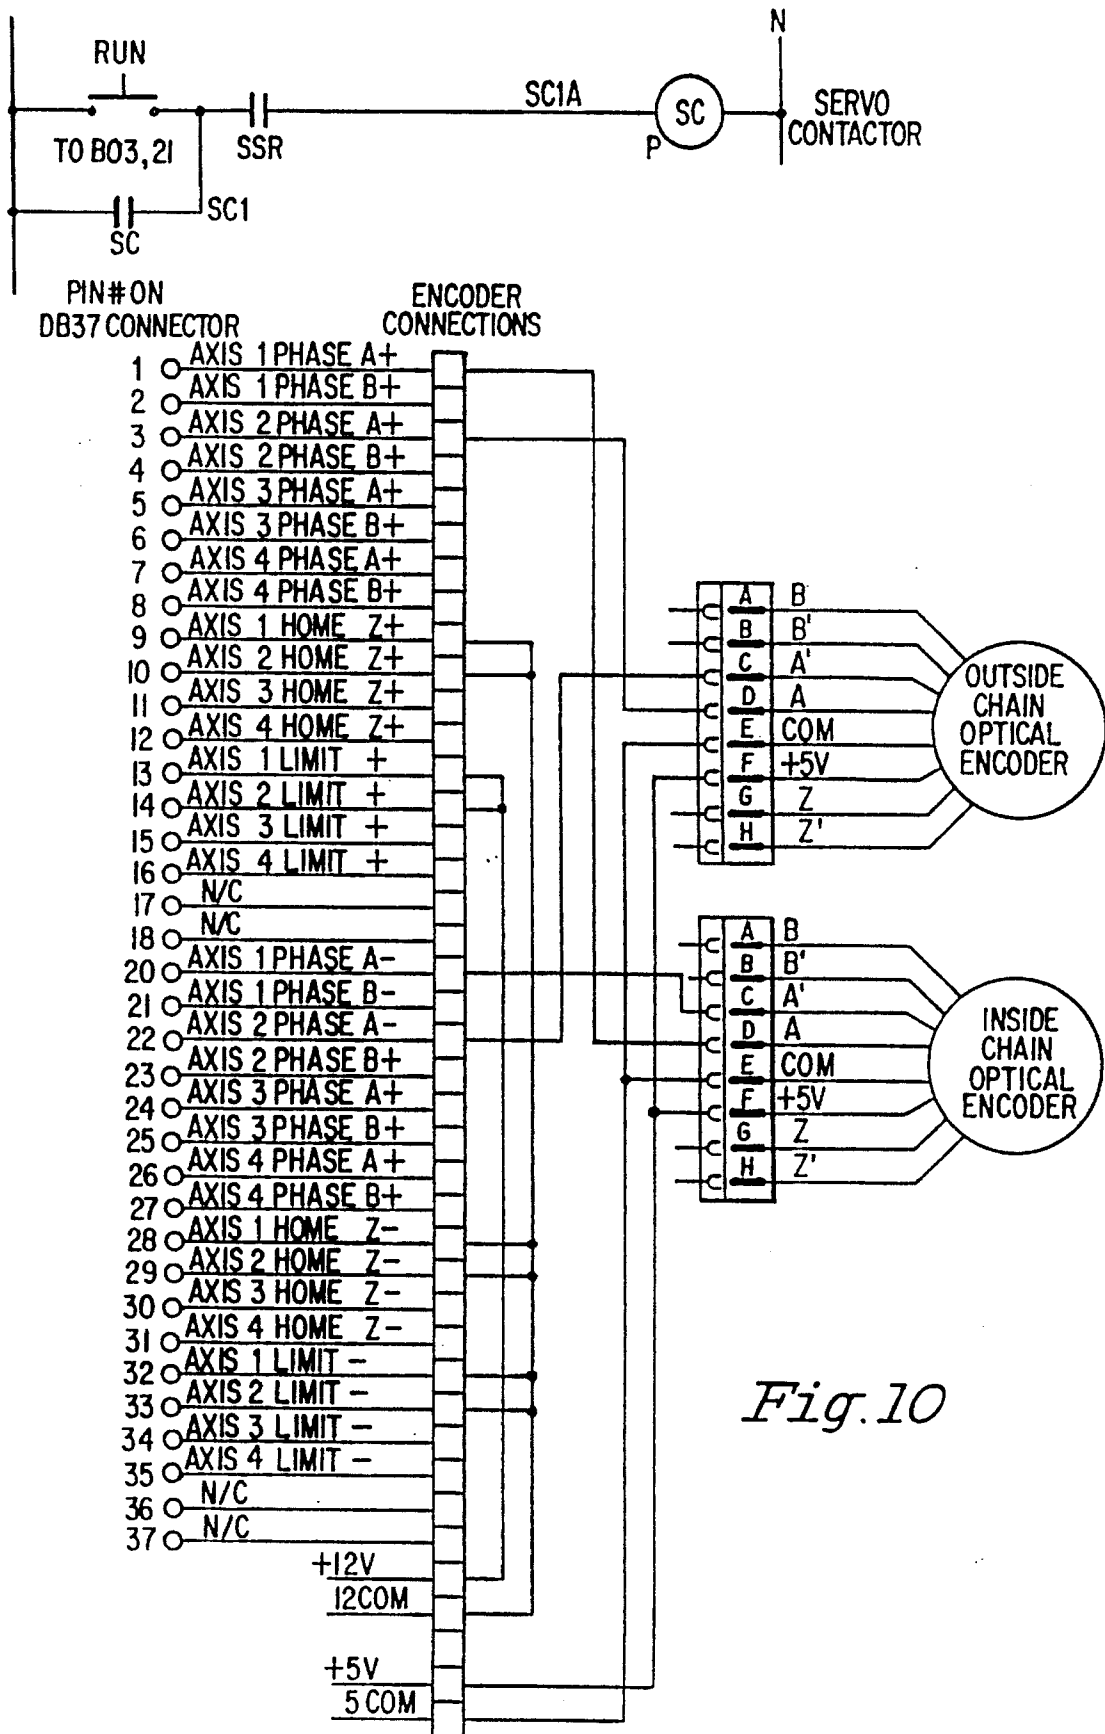 N
RUN
SC1A
SC
SERVO
CONTACTOR
TO B03,21
SSR
P
SC1
SC
PIN# ON
DB37 CONNECTOR
ENCODER
CONNECTIONS
1 AXIS 1 PHASE A+
2 AXIS 1 PHASE B+
3 AXIS 2 PHASE A+
4 AXIS 2 PHASE B+
5 AXIS 3 PHASE A+
6 AXIS 3 PHASE B+
7 AXIS 4 PHASE A+
8 AXIS 4 PHASE B+
9 AXIS 1 HOME Z+
10 AXIS 2 HOME Z+
11 AXIS 3 HOME Z+
12 AXIS 4 HOME Z+
13 AXIS 1 LIMIT +
14 AXIS 2 LIMIT +
15 AXIS 3 LIMIT +
16 AXIS 4 LIMIT +
17 N/C
18 N/C
20 AXIS 1 PHASE A-
21 AXIS 1 PHASE B-
22 AXIS 2 PHASE A-
23 AXIS 2 PHASE B+
24 AXIS 3 PHASE A+
25 AXIS 3 PHASE B+
26 AXIS 4 PHASE A+
27 AXIS 4 PHASE B+
28 AXIS 1 HOME Z-
29 AXIS 2 HOME Z-
30 AXIS 3 HOME Z-
31 AXIS 4 HOME Z-
32 AXIS 1 LIMIT -
33 AXIS 2 LIMIT -
34 AXIS 3 LIMIT -
35 AXIS 4 LIMIT -
36 N/C
37 N/C
+12V
12COM
+5V
5 COM
A B
B B'
C A'
D A
E COM
F +5V
G Z
H Z'
OUTSIDE
CHAIN
OPTICAL
ENCODER
A B
B B'
C A'
D A
E COM
F +5V
G Z
H Z'
INSIDE
CHAIN
OPTICAL
ENCODER
Fig.10